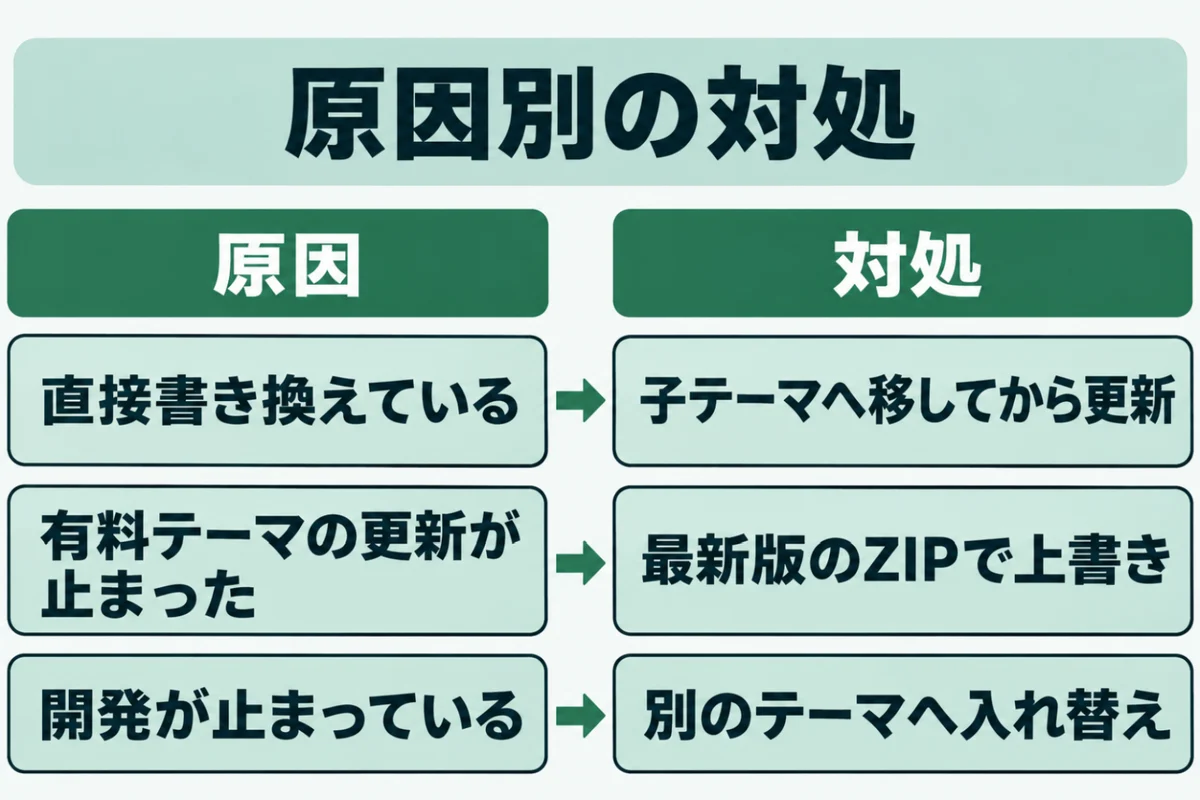 原因別の対処
原因
対処
直接書き換えている
子テーマへ移してから更新
有料テーマの更新が
止まった
最新版のZIPで上書き
開発が止まっている
別のテーマへ入れ替え